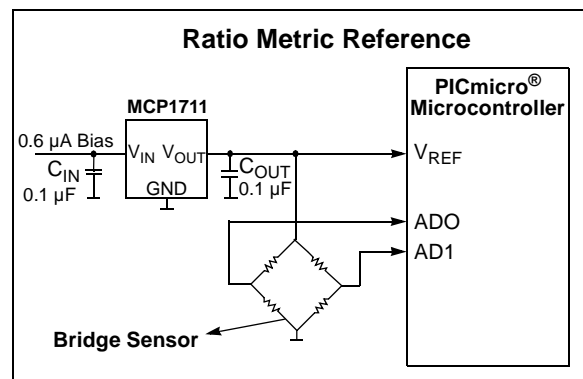 Ratio Metric Reference
PICmicro®
Microcontroller
MCP1711
0.6 µA Bias
VIN VOUT
GND
CIN
0.1 µF
COUT
0.1 µF
VREF
ADO
AD1
Bridge Sensor